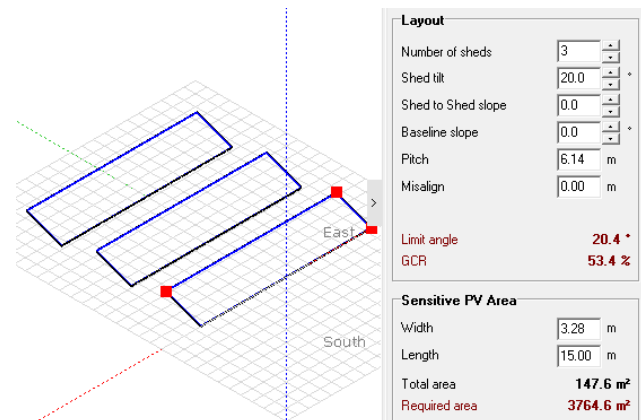 Layout
Number of sheds 3
Shed tilt 20.0 °
Shed to Shed slope 0.0
Baseline slope 0.0 °
Pitch 6.14 m
Misalign 0.00 m
Limit angle 20.4 °
GCR 53.4 %
East
South
Sensitive PV Area
Width 3.28 m
Length 15.00 m
Total area 147.6 m²
Required area 3764.6 m²